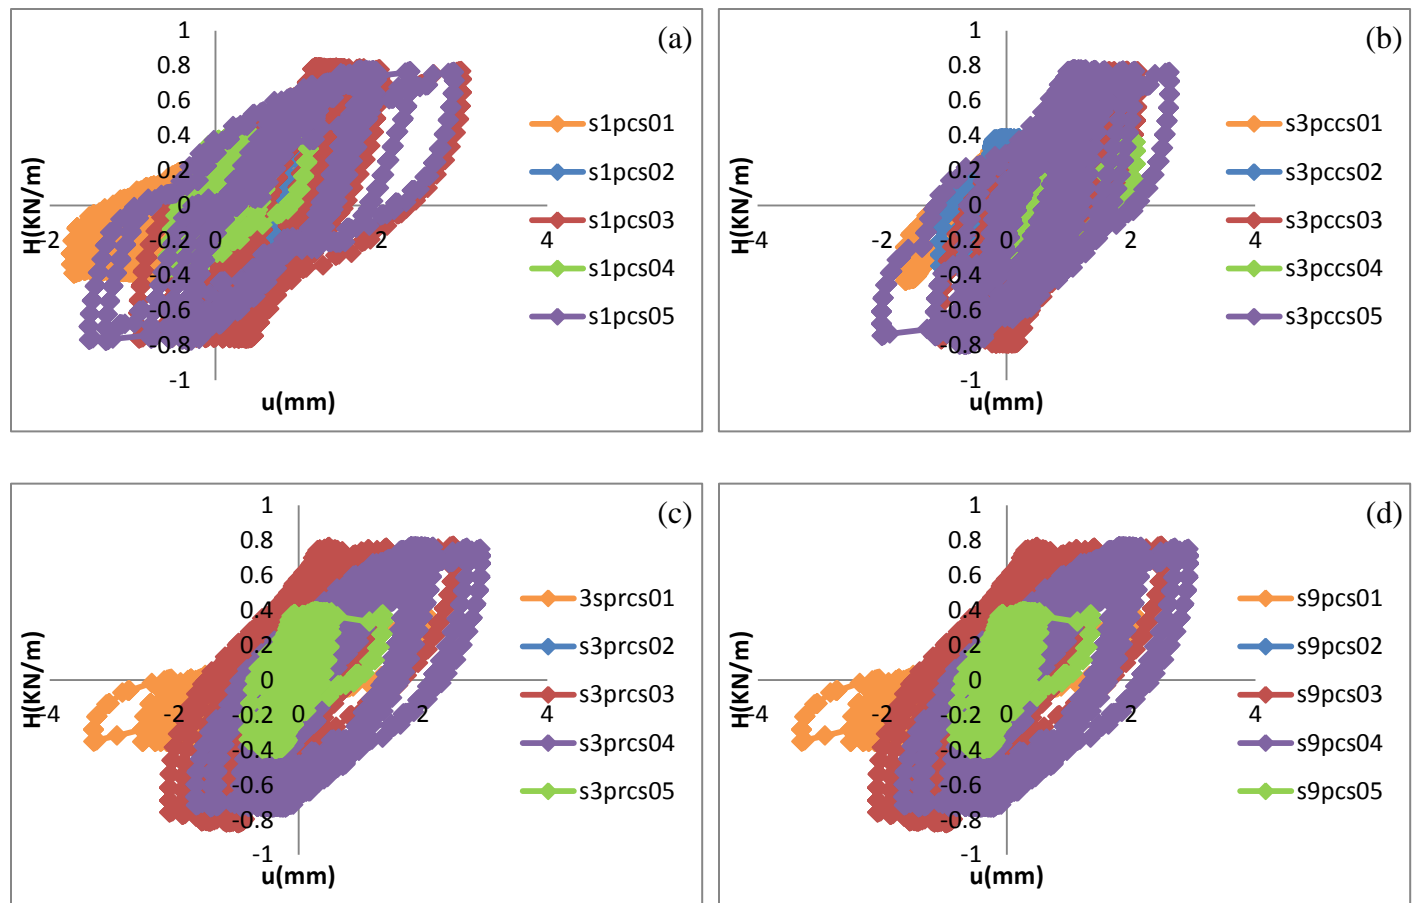 (a)
1
0.8
0.6
0.4
0.2
0
-0.2
-0.4
-0.6
-0.8
-1
-2
0
2
4
H(KN/m)
u(mm)
s1pcs01
s1pcs02
s1pcs03
s1pcs04
s1pcs05
(b)
1
0.8
0.6
0.4
0.2
0
-0.2
-0.4
-0.6
-0.8
-1
-4
-2
0
2
4
H(KN/m)
u(mm)
s3pccs01
s3pccs02
s3pccs03
s3pccs04
s3pccs05
(c)
1
0.8
0.6
0.4
0.2
0
-0.2
-0.4
-0.6
-0.8
-1
-4
-2
0
2
4
H(KN/m)
u(mm)
3sprcs01
s3prcs02
s3prcs03
s3prcs04
s3prcs05
(d)
1
0.8
0.6
0.4
0.2
0
-0.2
-0.4
-0.6
-0.8
-1
-4
-2
0
2
4
H(KN/m)
u(mm)
s9pcs01
s9pcs02
s9pcs03
s9pcs04
s9pcs05